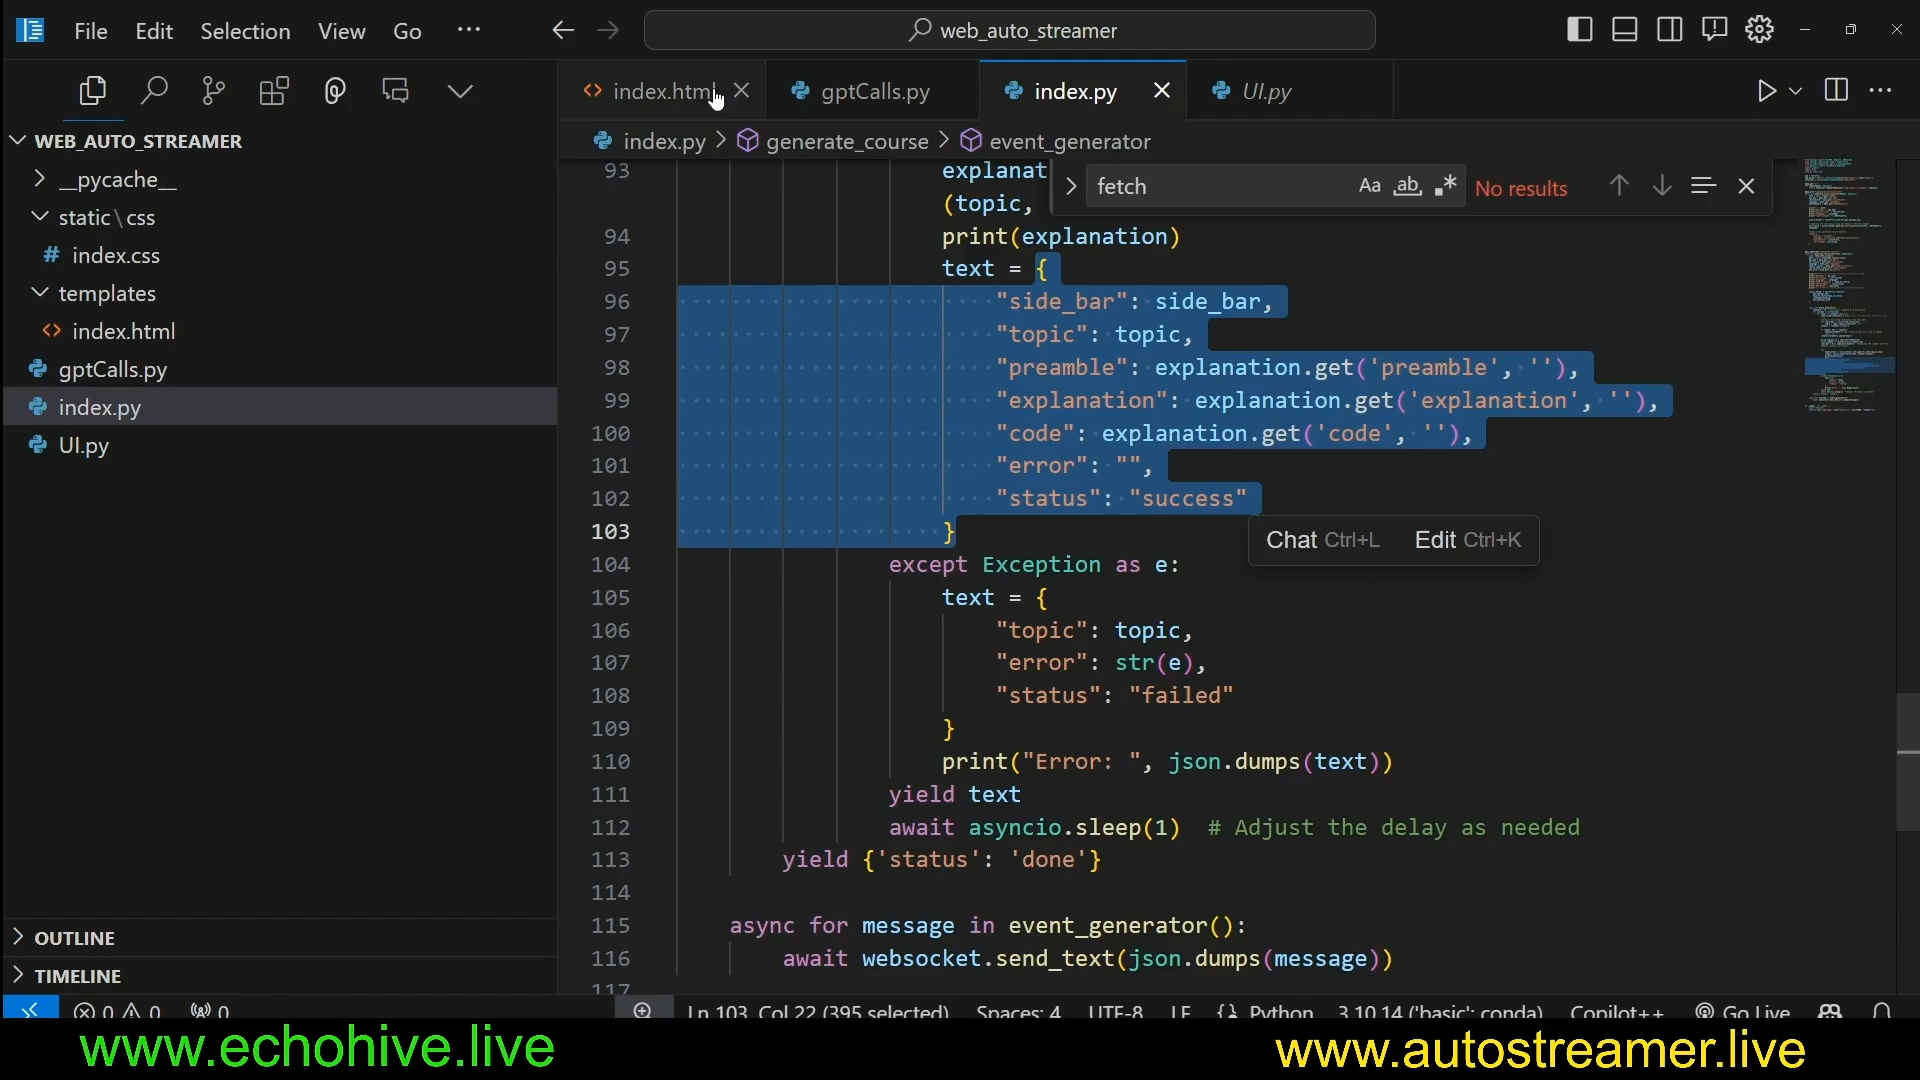 File Edit Selection View Go ···
web_auto_streamer
index.html
gptCalls.py
index.py
UI.py
WEB_AUTO_STREAMER
index.py > generate_course > event_generator
__pycache__
static\css
# index.css
templates
<> index.html
gptCalls.py
index.py
UI.py
OUTLINE
TIMELINE
fetch
Aa ab .* No results
93 explanat
(topic,
94 print(explanation)
95 text = {
96 "side_bar": side_bar,
97 "topic": topic,
98 "preamble": explanation.get('preamble', ''),
99 "explanation": explanation.get('explanation', ''),
100 "code": explanation.get('code', ''),
101 "error": "",
102 "status": "success"
103 }
Chat Ctrl+L Edit Ctrl+K
104 except Exception as e:
105 text = {
106 "topic": topic,
107 "error": str(e),
108 "status": "failed"
109 }
110 print("Error: ", json.dumps(text))
111 yield text
112 await asyncio.sleep(1) # Adjust the delay as needed
113 yield {'status': 'done'}
114
115 async for message in event_generator():
116 await websocket.send_text(json.dumps(message))
117
0 0 0 Ln 103, Col 22 (395 selected) Spaces: 4 UTF-8 LF Python 3.10.14 ('basic': conda) Copilot++ Go Live
www.echohive.live
www.autostreamer.live